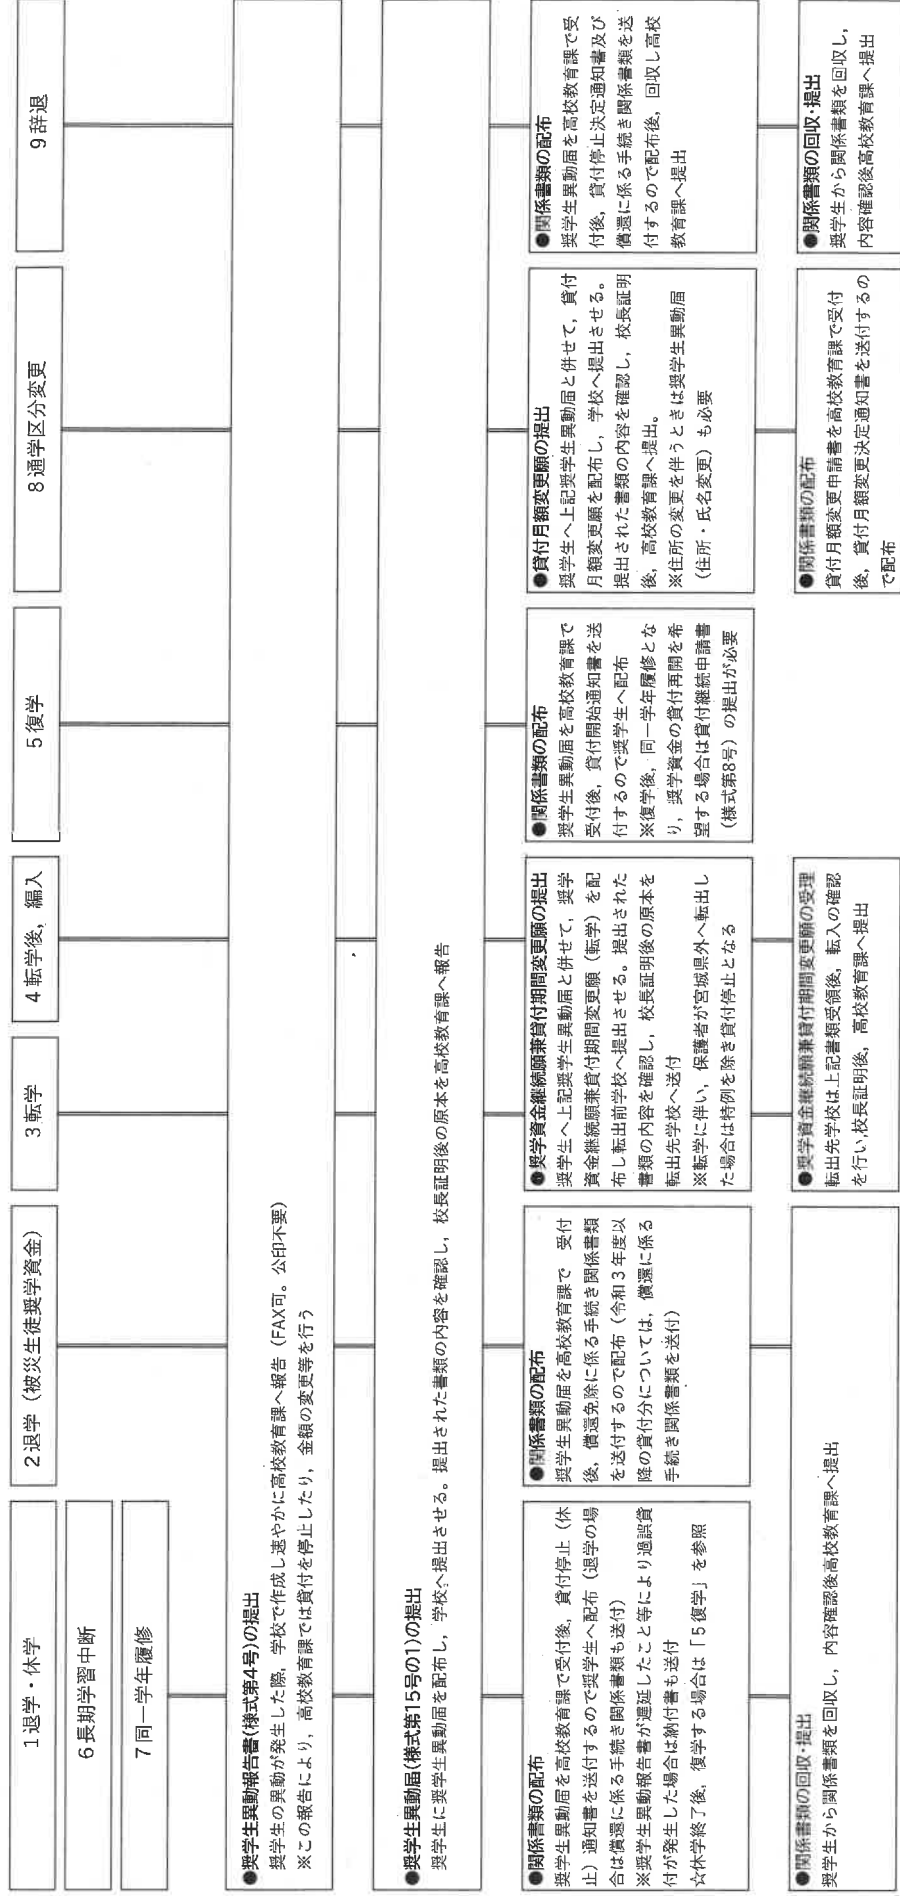 1退学・休学
6長期学習中断
7同一学年履修
2退学（被災生徒奨学資金）
3転学
4転学後，編入
5復学
8通学区分変更
9辞退
●奨学生異動報告書(様式第4号)の提出
奨学生の異動が発生した際，学校で作成し速やかに高校教育課へ報告（FAX可。公印不要）
※この報告により，高校教育課では貸付を停止したり，金額の変更等を行う
●奨学生異動届(様式第15号の1)の提出
奨学生に奨学生異動届を配布し，学校へ提出させる。提出された書類の内容を確認し，校長証明後の原本を高校教育課へ報告
●関係書類の配布
奨学生異動届を高校教育課で受付後，貸付停止（休
止）通知書を送付するので奨学生へ配布（退学の場
合は償還に係る手続き関係書類も送付）
※奨学生異動報告書が遅延したこと等により過誤貸
付が発生した場合は納付書も送付
☆休学終了後，復学する場合は「5復学」を参照
●関係書類の配布
奨学生異動届を高校教育課で　受付
後，償還免除に係る手続き関係書類
を送付するので配布（令和３年度以
降の貸付分については，償還に係る
手続き関係書類を送付）
●奨学資金継続願兼貸付期間変更願の提出
奨学生へ上記奨学生異動届と併せて，奨学
資金継続願兼貸付期間変更願（転学）を配
布し転出前学校へ提出させる。提出された
書類の内容を確認し，校長証明後の原本を
転出先学校へ送付
※転学に伴い，保護者が宮城県外へ転出し
た場合は特例を除き貸付停止となる
●関係書類の配布
奨学生異動届を高校教育課で
受付後，貸付開始通知書を送
付するので奨学生へ配布
※復学後，同一学年履修とな
り，奨学資金の貸付再開を希
望する場合は貸付継続申請書
（様式第8号）の提出が必要
●貸付月額変更願の提出
奨学生へ上記奨学生異動届と併せて，貸付
月額変更願を配布し，学校へ提出させる。
提出された書類の内容を確認し，校長証明
後，高校教育課へ提出。
※住所の変更を伴うときは奨学生異動届
（住所・氏名変更）も必要
●関係書類の配布
奨学生異動届を高校教育課で受
付後，貸付停止決定通知書及び
償還に係る手続き関係書類を送
付するので配布後，回収し高校
教育課へ提出
●関係書類の回収･提出
奨学生から関係書類を回収し，内容確認後高校教育課へ提出
●奨学資金継続願兼貸付期間変更願の受理
転出先学校は上記書類受領後，転入の確認
を行い,校長証明後，高校教育課へ提出
●関係書類の配布
貸付月額変更申請書を高校教育課で受付
後，貸付月額変更決定通知書を送付するの
で配布
●関係書類の回収･提出
奨学生から関係書類を回収し，
内容確認後高校教育課へ提出